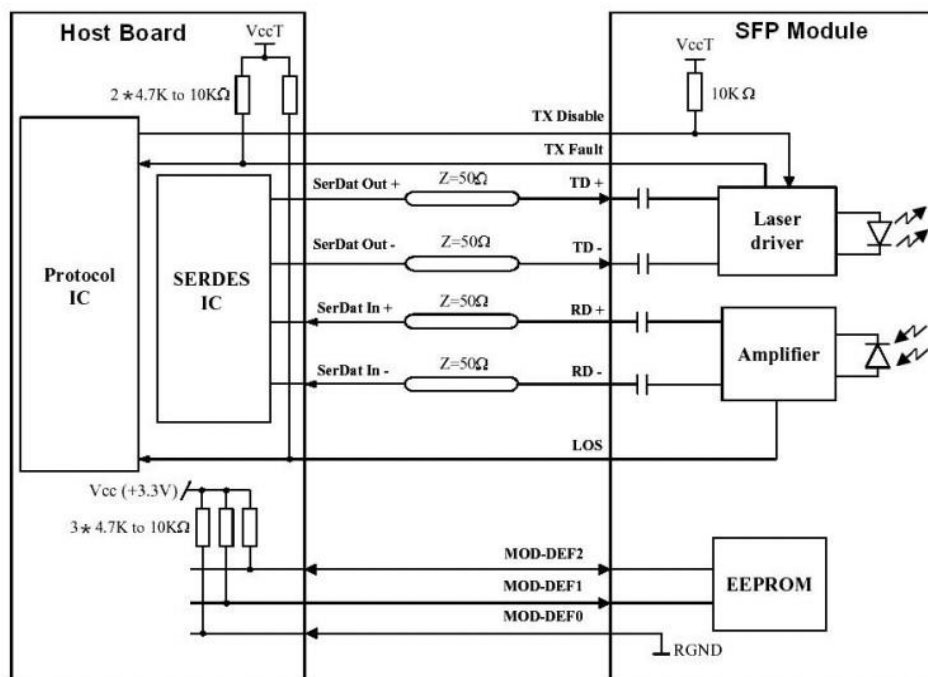 Host Board
SFP Module
VccT
VccT
2*4.7K to 10KΩ
10KΩ
TX Disable
TX Fault
SerDat Out +
Z=50Ω
TD +
Laser
driver
SerDat Out -
Z=50Ω
TD -
Protocol
IC
SERDES
IC
SerDat In +
Z=50Ω
RD +
Amplifier
SerDat In -
Z=50Ω
RD -
LOS
Vcc (+3.3V)
3*4.7K to 10KΩ
MOD-DEF2
MOD-DEF1
MOD-DEF0
EEPROM
RGND